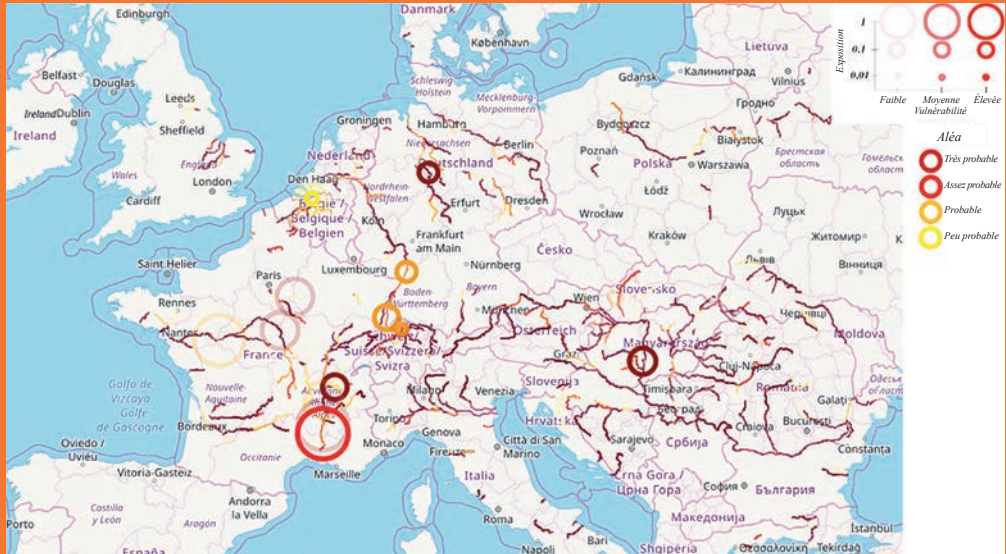 Edinburgh
Danmark
København
Lietuva
Vilnius
Belfast
Douglas
Leeds
Schleswig-
Holstein
Mecklenburg-
Vorpommern
Gdańsk
Калининград
Гродно
Ireland
Dublin
Sheffield
Groningen
Hamburg
Niedersachsen
Bydgoszcz
Białystok
Ireland
England
Wales
Nederland
Deutschland
Berlin
Poznań
Polska
Warszawa
Брестская
область
London
Cardiff
Den Haag
België /
Belgique /
Belgien
Nordrhein-
Westfalen
Köln
Erfurt
Dresden
Łódź
Wrocław
Луцьк
Frankfurt
am Main
Kraków
Житомир
Saint Helier
Luxembourg
Nürnberg
Česko
Львів
Вінниця
Paris
Rennes
Baden-
Württemberg
Bayern
München
Wien
Slovensko
Чернівці
Nantes
France
Schweiz/
Suisse/Svizzera/
Svizra
Österreich
Graz
Magyarország
Cluj-Napoca
Moldova
Golfo de
Vizcaya
Golfe
de Gascogne
Nouvelle-
Aquitaine
Milano
Venezia
Slovenija
Timișoara
România
Galați
Bordeaux
Torino
Genova
Hrvatska
Београд
Craiova
București
Oviedo /
Uviéu
Occitanie
Monaco
Firenze
Città di San
Marino
Sarajevo
Србија
Constanța
Vitoria-Gasteiz
Marseille
Andorra
la Vella
Italia
Crna Gora /
Црна Гора
София
България
Porto
Castilla
y León
Aragón
Roma
Македонија
İstanbul
España
Napoli
Bari
Shqipëria
Θεσσαλονίκη
Tekirdağ
Exposition
1
0.1
0,01
Faible
Moyenne
Élevée
Vulnérabilité
Aléa
Très probable
Assez probable
Probable
Peu probable